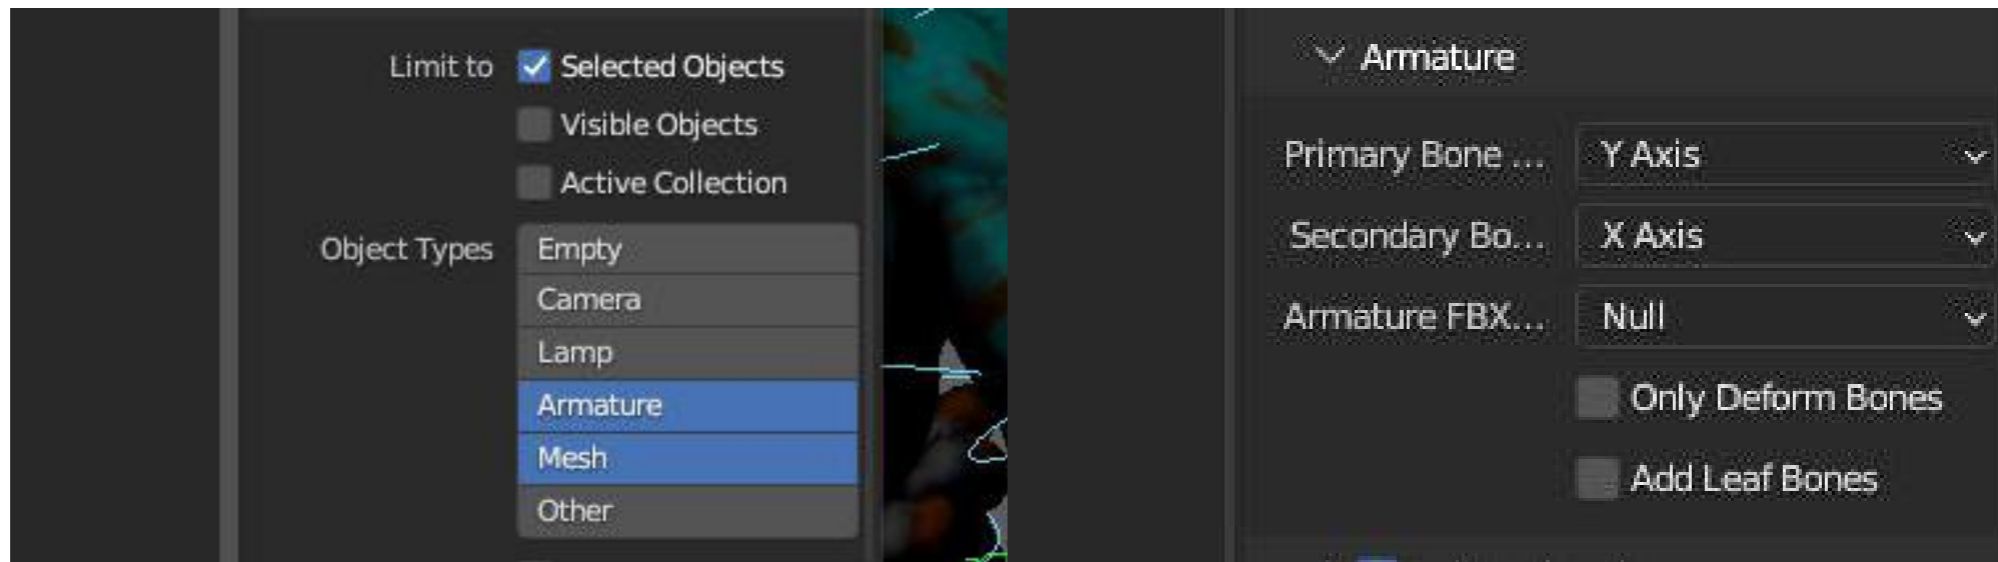 Limit to Selected Objects
Visible Objects
Active Collection
Object Types Empty
Camera
Lamp
Armature
Mesh
Other
Armature
Primary Bone ... Y Axis
Secondary Bo... X Axis
Armature FBX... Null
Only Deform Bones
Add Leaf Bones